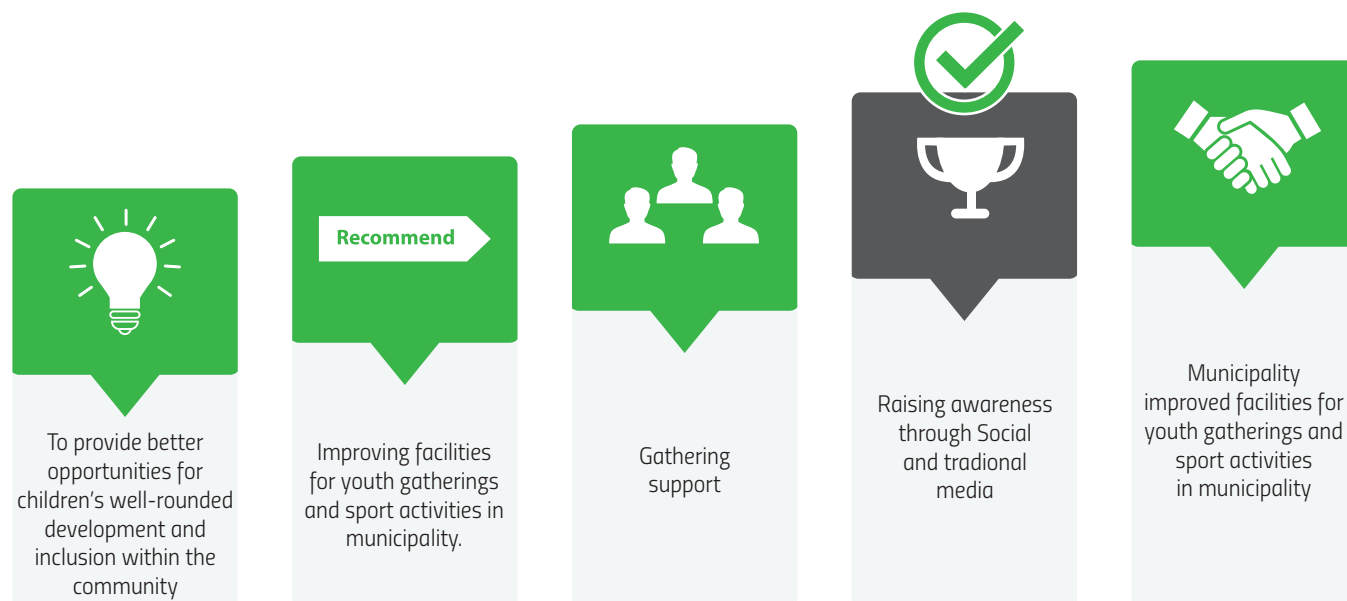 To provide better
opportunities for
children's well-rounded
development and
inclusion within the
community
Recommend
Improving facilities
for youth gatherings
and sport activities in
municipality.
Gathering
support
Raising awareness
through Social
and tradional
media
Municipality
improved facilities for
youth gatherings and
sport activities
in municipality